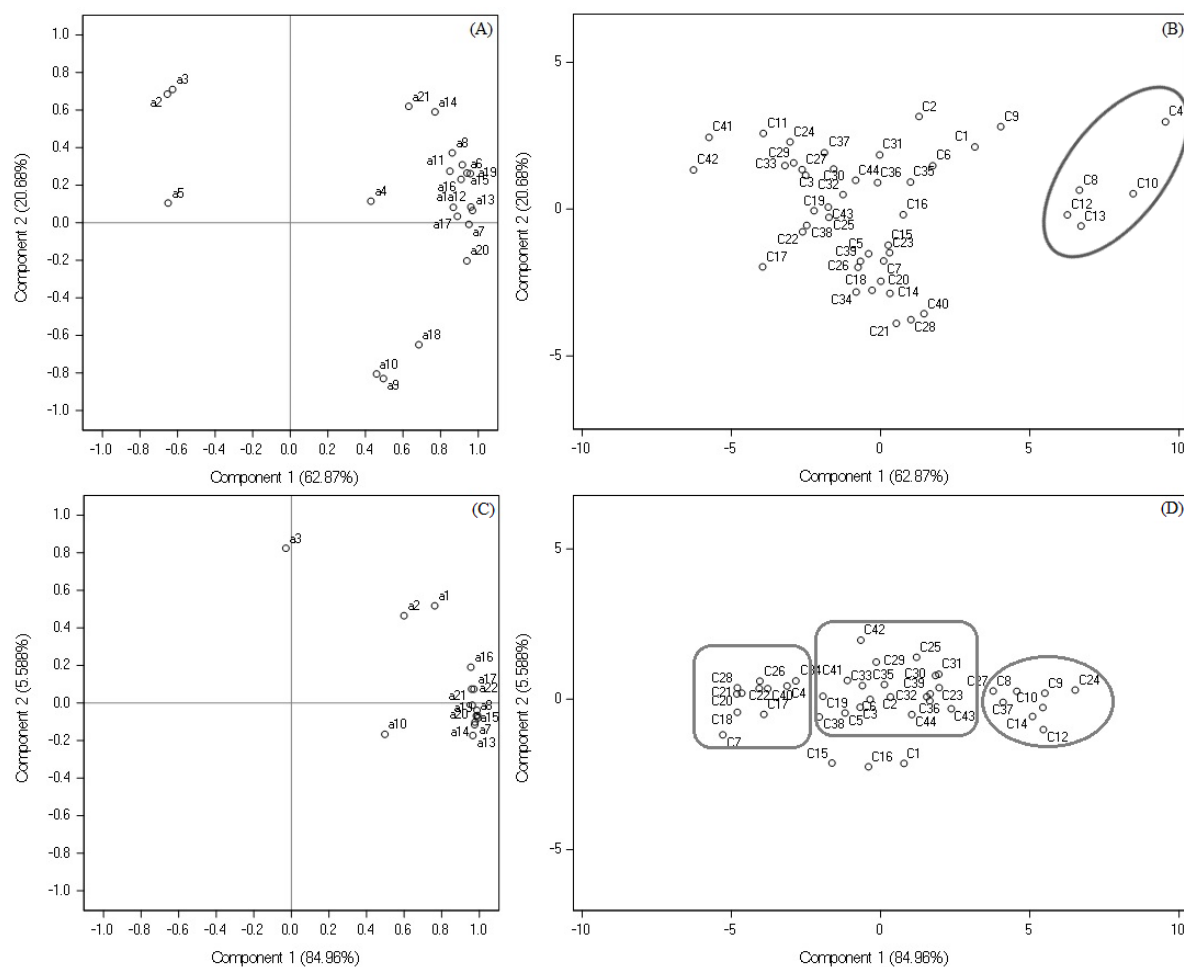 (A)
1.0
0.8
0.6
0.4
0.2
0.0
-0.2
-0.4
-0.6
-0.8
-1.0
Component 2 (20.68%)
a3
a2
a5
a4
a21
a14
a8
a11
a6
a19
a16
a15
a1a12
a13
a17
a7
a20
a18
a10
a9
-1.0 -0.8 -0.6 -0.4 -0.2 0.0 0.2 0.4 0.6 0.8 1.0
Component 1 (62.87%)
(B)
5
0
-5
Component 2 (20.68%)
C41
C42
C11
C24
C37
C29
C33
C27
C3
C30
C32
C31
C44
C36
C2
C9
C1
C6
C35
C16
C19
C43
C25
C38
C22
C17
C5
C39
C26
C15
C23
C7
C18
C20
C34
C14
C40
C21
C28
C4
C8
C10
C12
C13
-5 0 5 10
Component 1 (62.87%)
(C)
1.0
0.8
0.6
0.4
0.2
0.0
-0.2
-0.4
-0.6
-0.8
-1.0
Component 2 (5.588%)
a3
a2
a1
a16
a17
a22
a21
a8
a20
a15
a14
a7
a13
a10
-1.0 -0.8 -0.6 -0.4 -0.2 0.0 0.2 0.4 0.6 0.8 1.0
Component 1 (84.96%)
(D)
5
0
-5
Component 2 (5.588%)
C28
C26
C21
C22
C40
C4
C20
C17
C18
C7
C42
C41
C33
C35
C29
C25
C31
C30
C39
C27
C19
C6
C32
C23
C2
C3
C5
C38
C36
C44
C43
C15
C16
C1
C8
C9
C24
C10
C37
C14
C12
-5 0 5 10
Component 1 (84.96%)